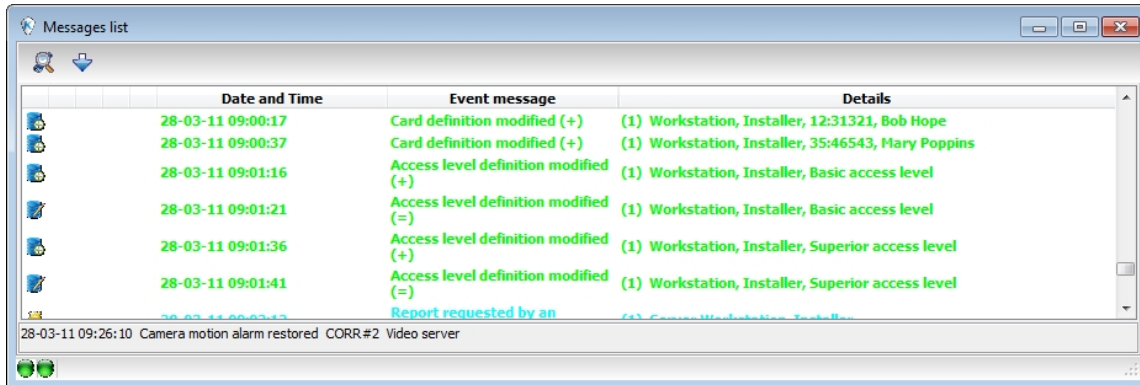 Messages list
Date and Time Event message Details
28-03-11 09:00:17 Card definition modified (+) (1) Workstation, Installer, 12:31321, Bob Hope
28-03-11 09:00:37 Card definition modified (+) (1) Workstation, Installer, 35:46543, Mary Poppins
28-03-11 09:01:16 Access level definition modified (+) (1) Workstation, Installer, Basic access level
28-03-11 09:01:21 Access level definition modified (=) (1) Workstation, Installer, Basic access level
28-03-11 09:01:36 Access level definition modified (+) (1) Workstation, Installer, Superior access level
28-03-11 09:01:41 Access level definition modified (=) (1) Workstation, Installer, Superior access level
Report requested by an
28-03-11 09:26:10 Camera motion alarm restored CORR#2 Video server